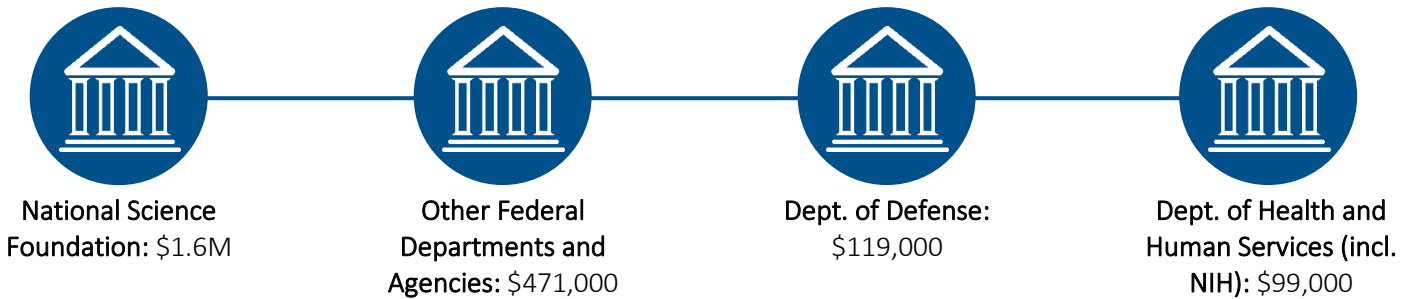 National Science
Foundation: $1.6M
Other Federal
Departments and
Agencies: $471,000
Dept. of Defense:
$119,000
Dept. of Health and
Human Services (incl.
NIH): $99,000